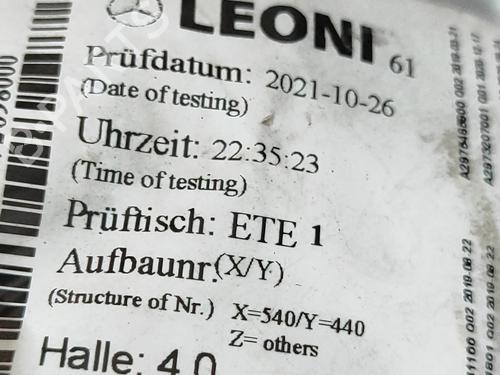 LEONI 61
Prüfdatum: 2021-10-26
(Date of testing)
Uhrzeit: 22:35:23
(Time of testing)
Prüftisch: ETE 1
Aufbaunr.(X/Y)
(Structure of Nr.) X=540/Y=440
Z= others
Halle: 4.0